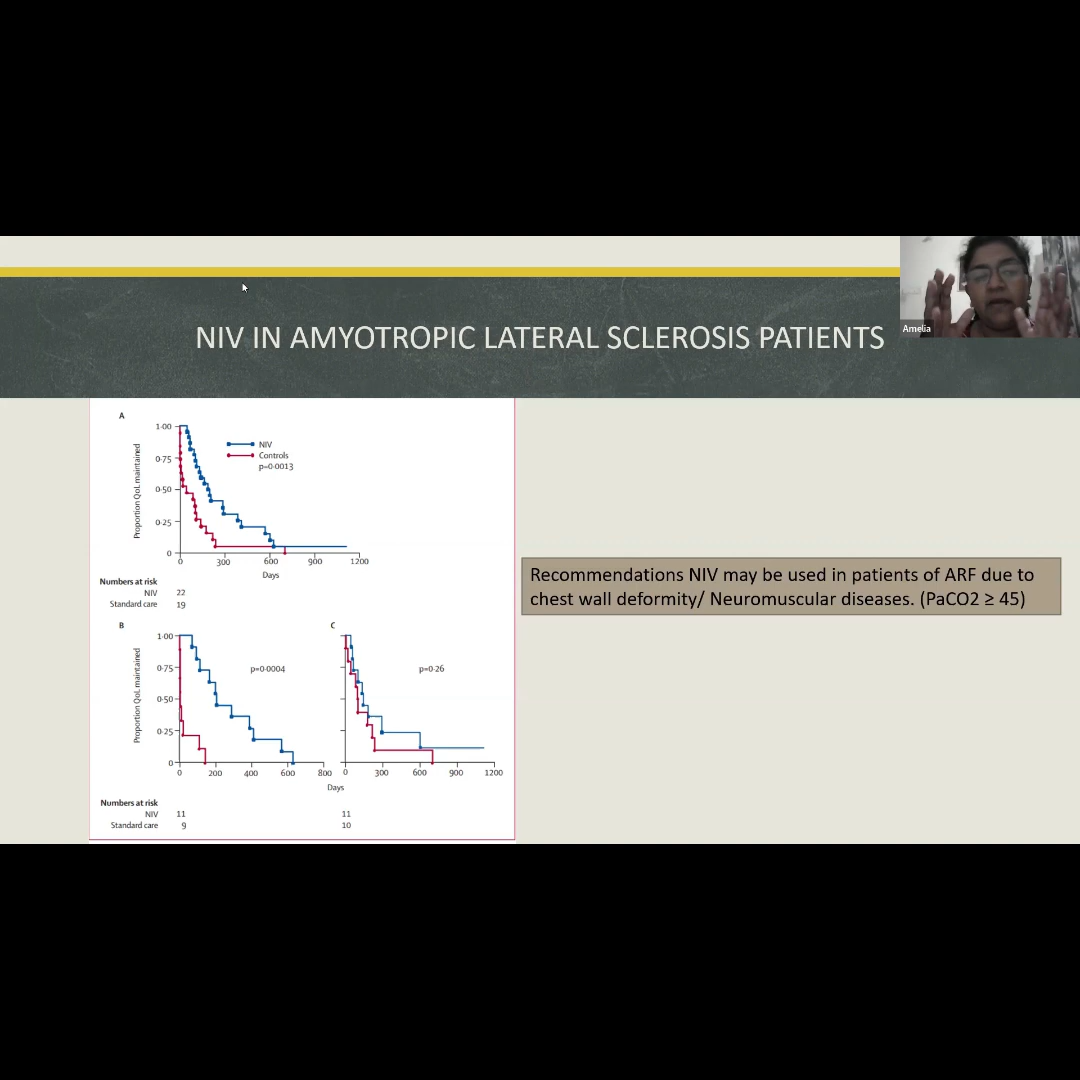 Amelia
NIV IN AMYOTROPIC LATERAL SCLEROSIS PATIENTS
A
Proportion QoL maintained
1·00
0·75
0·50
0·25
0
NIV
Controls
p=0·0013
0 300 600 900 1200
Days
Numbers at risk
NIV 22
Standard care 19
B
Proportion QoL maintained
1·00
0·75
0·50
0·25
0
p=0·0004
0 200 400 600 800
C
p=0·26
0 300 600 900 1200
Days
Numbers at risk
NIV 11 11
Standard care 9 10
Recommendations NIV may be used in patients of ARF due to
chest wall deformity/ Neuromuscular diseases. (PaCO2 ≥ 45)